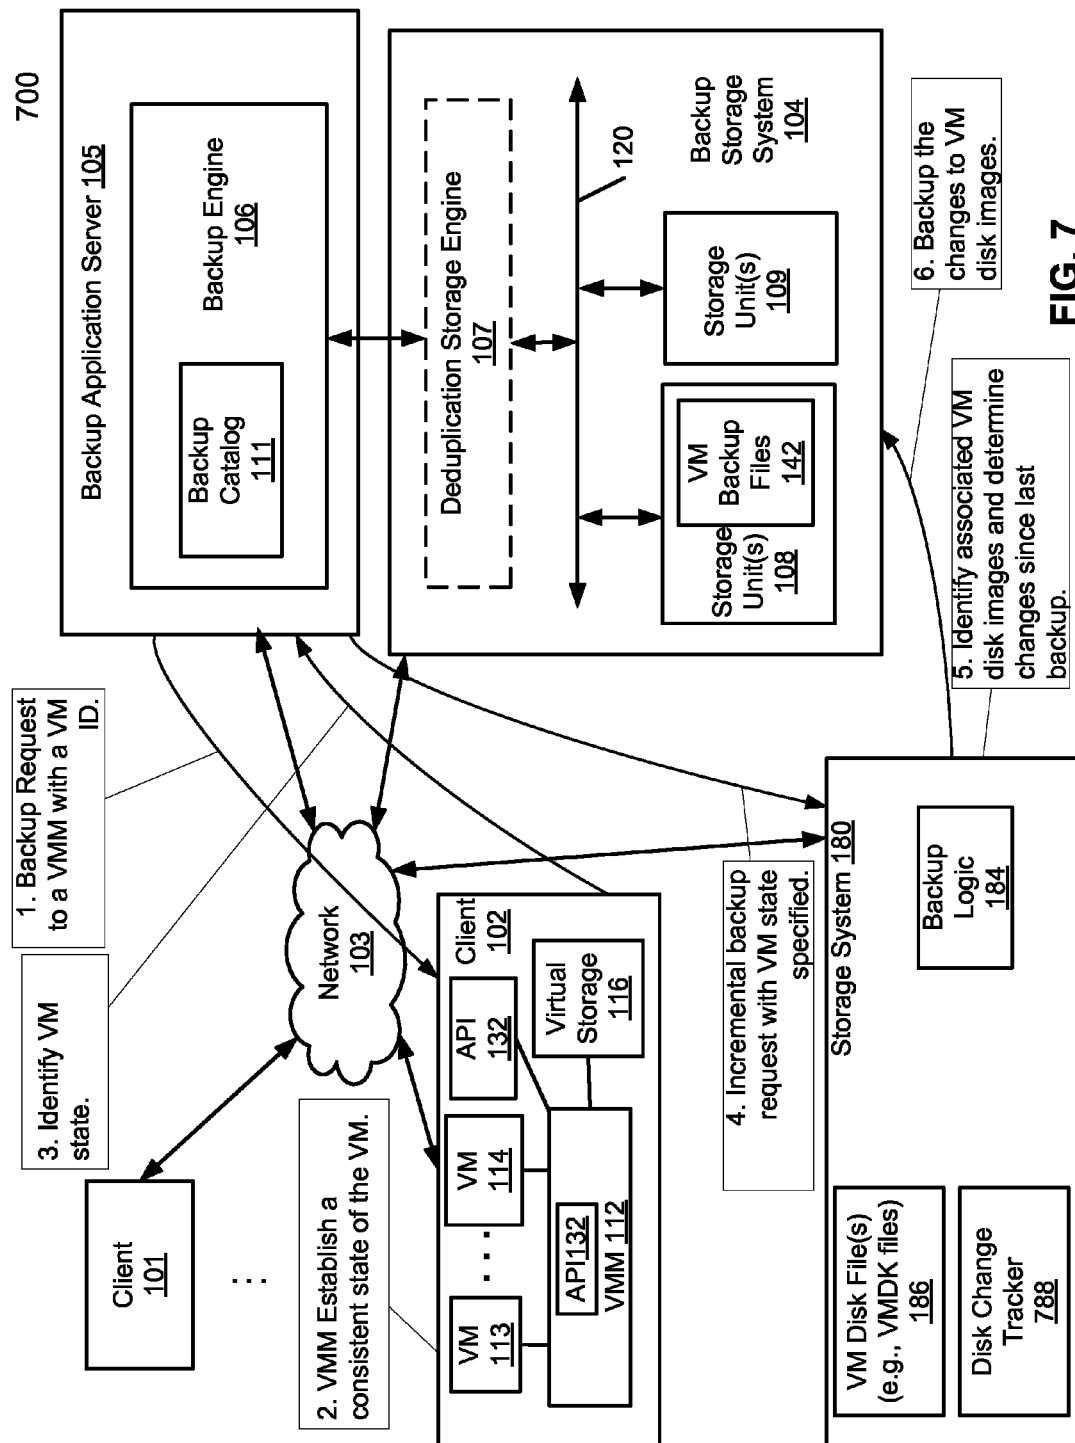 700
Backup Application Server 105
Backup Engine
106
Backup
Catalog
111
Deduplication Storage Engine
107
120
Backup
Storage
System
104
Storage
Unit(s)
109
Storage
Unit(s)
108
VM
Backup
Files
142
1. Backup Request
to a VMM with a VM
ID.
3. Identify VM
state.
2. VMM Establish a
consistent state of the VM.
4. Incremental backup
request with VM state
specified.
5. Identify associated VM
disk images and determine
changes since last
backup.
6. Backup the
changes to VM
disk images.
Network
103
Client
101
...
Client
102
API
132
Virtual
Storage
116
VM
114
. . .
VM
113
API132
VMM 112
Storage System 180
Backup
Logic
184
VM Disk File(s)
(e.g., VMDK files)
186
Disk Change
Tracker
788
FIG. 7